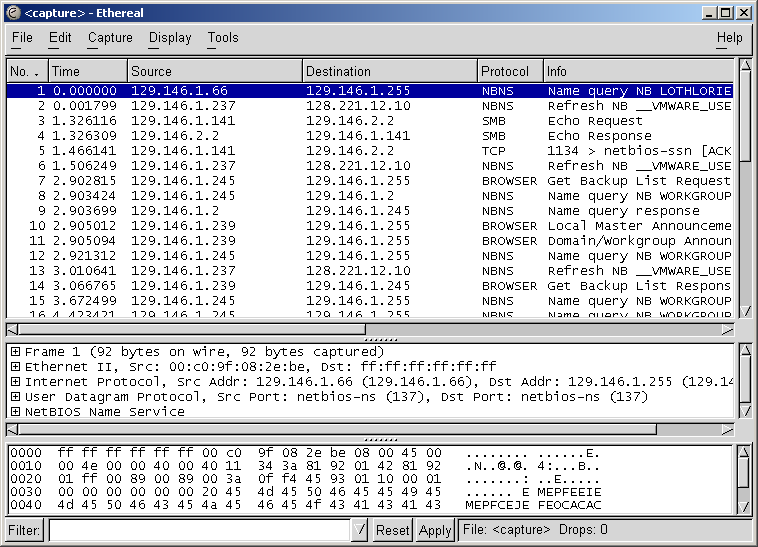 <capture> - Ethereal
File Edit Capture Display Tools Help
No. Time Source Destination Protocol Info
1 0.000000 129.146.1.66 129.146.1.255 NBNS Name query NB LOTHLORIE
2 0.001799 129.146.1.237 128.221.12.10 NBNS Refresh NB __VMWARE_USE
3 1.326116 129.146.1.141 129.146.2.2 SMB Echo Request
4 1.326309 129.146.2.2 129.146.1.141 SMB Echo Response
5 1.466141 129.146.1.141 129.146.2.2 TCP 1134 > netbios-ssn [ACK
6 1.506249 129.146.1.237 128.221.12.10 NBNS Refresh NB __VMWARE_USE
7 2.902815 129.146.1.245 129.146.1.255 BROWSER Get Backup List Request
8 2.903424 129.146.1.245 129.146.1.2 NBNS Name query NB WORKGROUP
9 2.903699 129.146.1.2 129.146.1.245 NBNS Name query response
10 2.905012 129.146.1.239 129.146.1.255 BROWSER Local Master Announceme
11 2.905094 129.146.1.239 129.146.1.255 BROWSER Domain/Workgroup Announ
12 2.921312 129.146.1.245 129.146.1.255 NBNS Name query NB WORKGROUP
13 3.010641 129.146.1.237 128.221.12.10 NBNS Refresh NB __VMWARE_USE
14 3.066765 129.146.1.239 129.146.1.245 BROWSER Get Backup List Respons
15 3.672499 129.146.1.245 129.146.1.255 NBNS Name query NB WORKGROUP
16 4.423421 129.146.1.245 129.146.1.255 NBNS Name query NB WORKGROUP
Frame 1 (92 bytes on wire, 92 bytes captured)
Ethernet II, Src: 00:c0:9f:08:2e:be, Dst: ff:ff:ff:ff:ff:ff
Internet Protocol, Src Addr: 129.146.1.66 (129.146.1.66), Dst Addr: 129.146.1.255 (129.14
User Datagram Protocol, Src Port: netbios-ns (137), Dst Port: netbios-ns (137)
NetBIOS Name Service
0000 ff ff ff ff ff ff 00 c0 9f 08 2e be 08 00 45 00 ........ ......E.
0010 00 4e 00 00 40 00 40 11 34 3a 81 92 01 42 81 92 .N..@.@. 4:...B..
0020 01 ff 00 89 00 89 00 3a 0f f4 45 93 01 10 00 01 .......: ..E.....
0030 00 00 00 00 00 00 20 45 4d 45 50 46 45 45 49 45 ...... E MEPFEEIE
0040 4d 45 50 46 43 45 4a 45 46 45 4f 43 41 43 41 43 MEPFCEJE FEOCACAC
Filter: Reset Apply File: <capture> Drops: 0